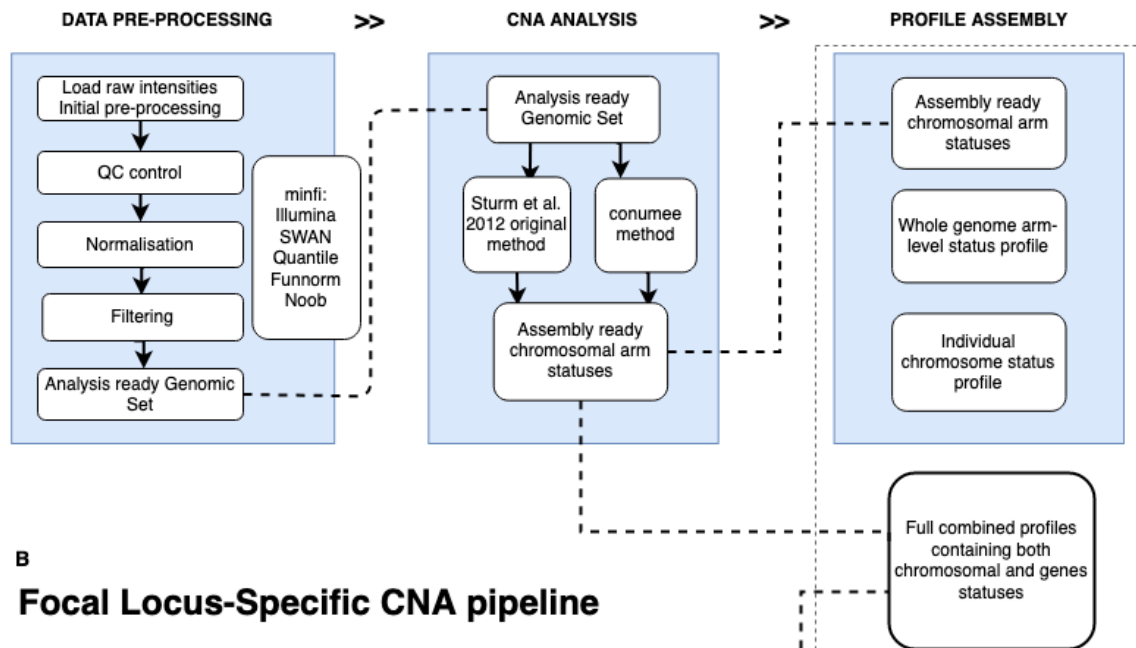 DATA PRE-PROCESSING >> CNA ANALYSIS >> PROFILE ASSEMBLY
Load raw intensities
Initial pre-processing
QC control
Normalisation
Filtering
Analysis ready Genomic
Set
minfi:
Illumina
SWAN
Quantile
Funnorm
Noob
Analysis ready
Genomic Set
Sturm et al.
2012 original
method
conumee
method
Assembly ready
chromosomal arm
statuses
Assembly ready
chromosomal arm
statuses
Whole genome arm-
level status profile
Individual
chromosome status
profile
Full combined profiles
containing both
chromosomal and genes
statuses
B
Focal Locus-Specific CNA pipeline